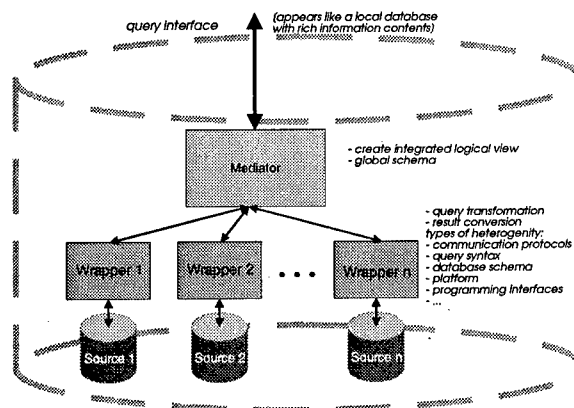 query interface
(appears like a local database
with rich information contents)
Mediator
- create integrated logical view
- global schema
- query transformation
- result conversion
types of heterogenity:
- communication protocols
- query syntax
- database schema
- platform
- programming interfaces
- ...
Wrapper 1
Wrapper 2
• • •
Wrapper n
Source 1
Source 2
Source n